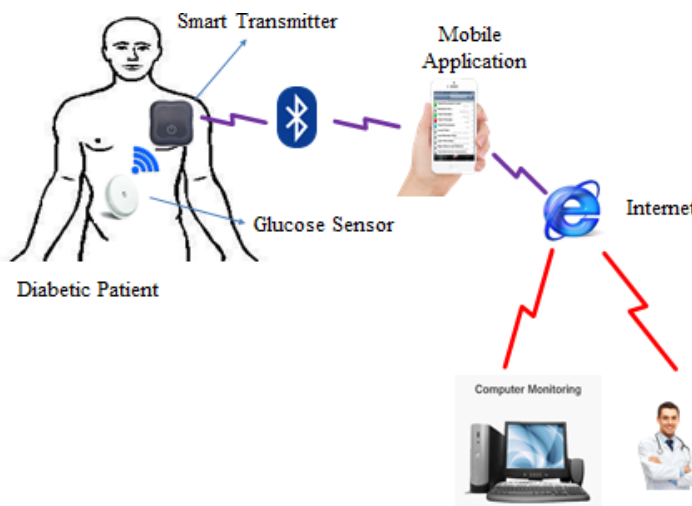 Smart Transmitter
Mobile
Application
Glucose Sensor
Internet
Diabetic Patient
Computer Monitoring